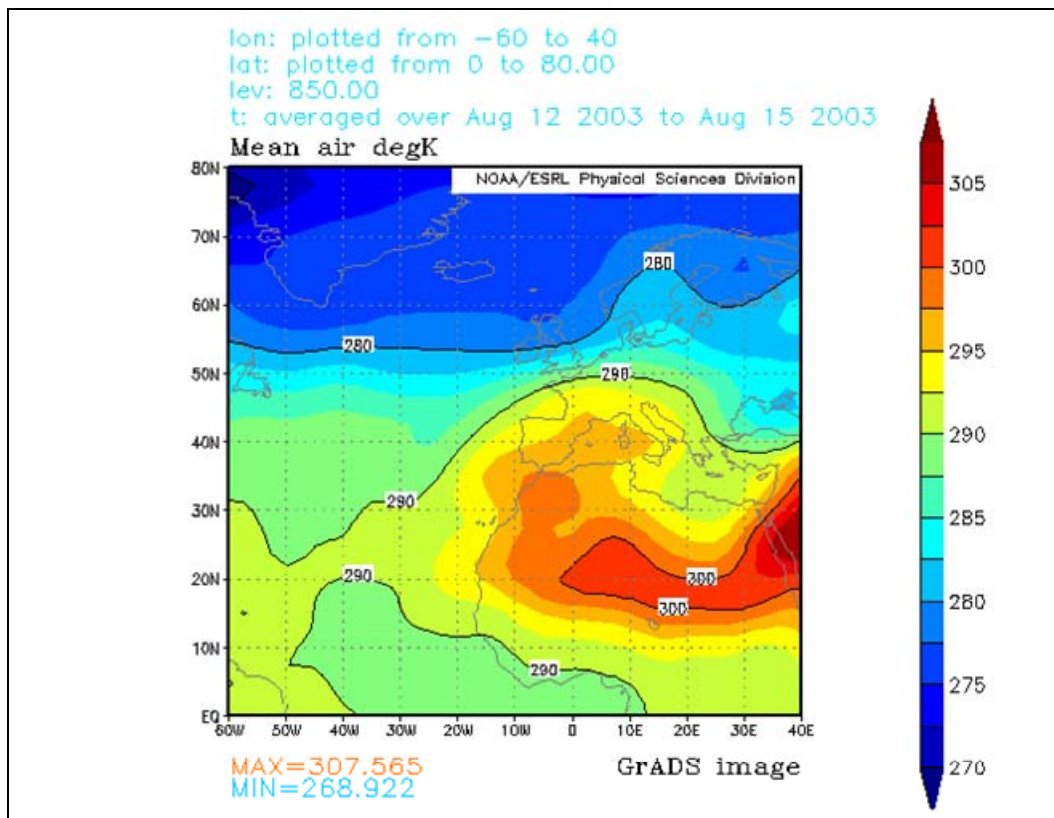 lon: plotted from -60 to 40
lat: plotted from 0 to 80.00
lev: 850.00
t: averaged over Aug 12 2003 to Aug 15 2003
Mean air degK
NOAA/ESRL Physical Sciences Division
80N
70N
60N
50N
40N
30N
20N
10N
EQ
60W 50W 40W 30W 20W 10W 0 10E 20E 30E 40E
280
280
290
290
290
290
300
300
305
300
295
290
285
280
275
270
MAX=307.565
MIN=268.922
GrADS image